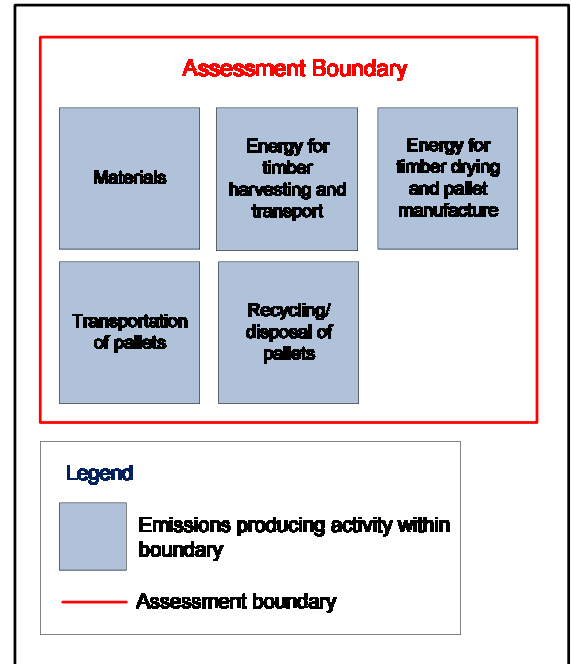 Assessment Boundary
Materials
Energy for
timber
harvesting and
transport
Energy for
timber drying
and pallet
manufacture
Transportation
of pallets
Recycling/
disposal of
pallets
Legend
Emissions producing activity within
boundary
Assessment boundary